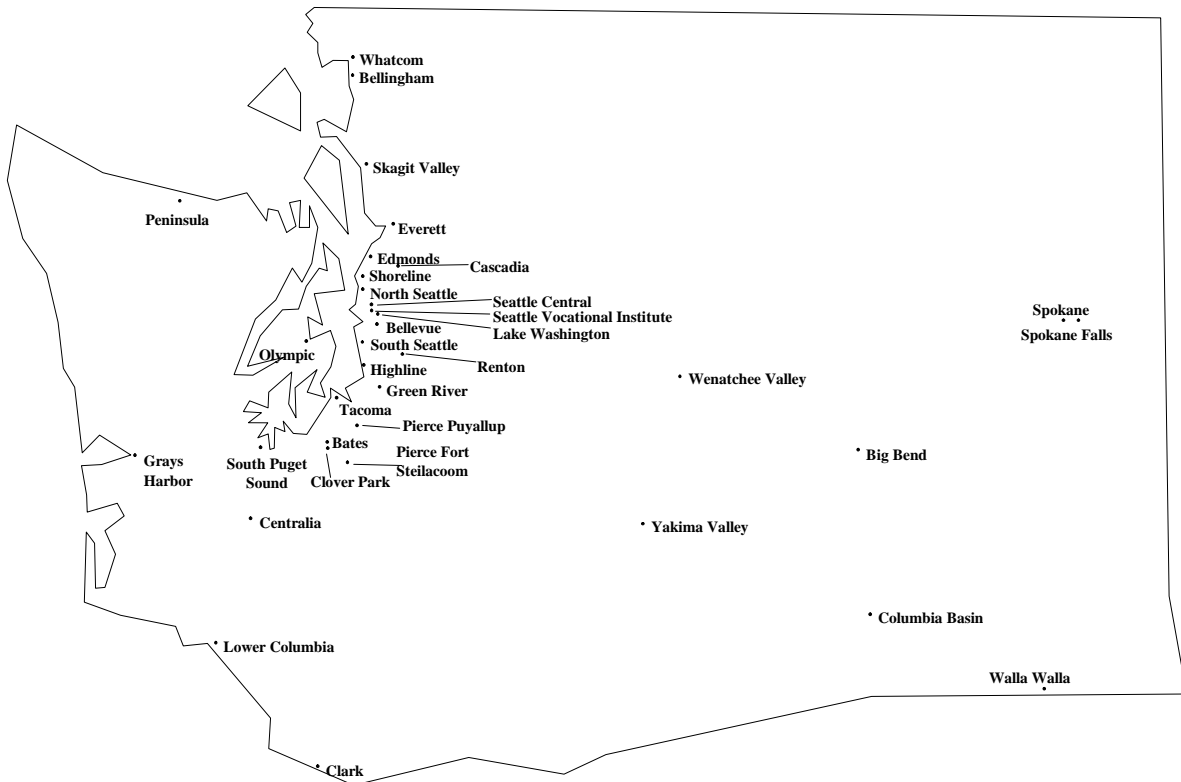 Whatcom
Bellingham
Skagit Valley
Peninsula
Everett
Edmonds
Cascadia
Shoreline
North Seattle
Seattle Central
Seattle Vocational Institute
Lake Washington
Bellevue
South Seattle
Olympic
Renton
Highline
Green River
Tacoma
Spokane
Spokane Falls
Wenatchee Valley
Pierce Puyallup
Bates
Pierce Fort
Steilacoom
Clover Park
South Puget
Sound
Grays
Harbor
Big Bend
Centralia
Yakima Valley
Columbia Basin
Lower Columbia
Walla Walla
Clark